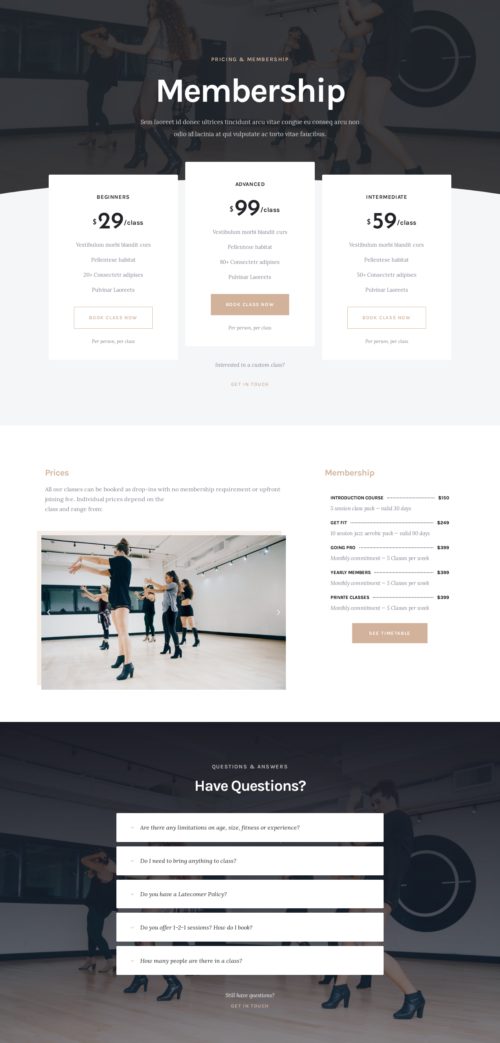 PRICING & MEMBERSHIP
Membership
Sem laoreet id donec ultrices tincidunt arcu vitae congue eu conseq arcu non
odio id lacinia at qui vulputate ac torto vitae faucibus.
BEGINNERS
$29/class
Vestibulum morbi blandit curs
Pellentese habitat
20+ Consectetr adipises
Pulvinar Laoreets
BOOK CLASS NOW
Per person, per class
ADVANCED
$99/class
Vestibulum morbi blandit curs
Pellentese habitat
80+ Consectetr adipises
Pulvinar Laoreets
BOOK CLASS NOW
Per person, per class
INTERMEDIATE
$59/class
Vestibulum morbi blandit curs
Pellentese habitat
50+ Consectetr adipises
Pulvinar Laoreets
BOOK CLASS NOW
Per person, per class
Interested in a custom class?
GET IN TOUCH
Prices
All our classes can be booked as drop-ins with no membership requirement or upfront
joining fee. Individual prices depend on the
class and range from:
Membership
INTRODUCTION COURSE $150
5 session class pack — valid 30 days
GET FIT $249
10 session jazz aerobic pack — valid 90 days
GOING PRO $399
Monthly commitment — 5 Classes per week
YEARLY MEMBERS $399
Monthly commitment — 5 Classes per week
PRIVATE CLASSES $399
Monthly commitment — 5 Classes per week
SEE TIMETABLE
QUESTIONS & ANSWERS
Have Questions?
Are there any limitations on age, size, fitness or experience?
Do I need to bring anything to class?
Do you have a Latecomer Policy?
Do you offer 1-2-1 sessions? How do I book?
How many people are there in a class?
Still have questions?
GET IN TOUCH